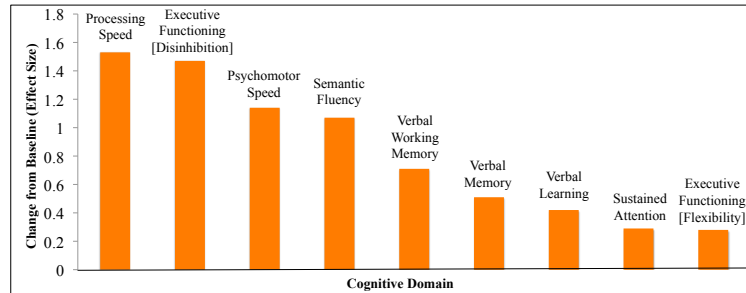 Change from Baseline (Effect Size)
1.8
1.6
1.4
1.2
1
0.8
0.6
0.4
0.2
0
Processing
Speed
Executive
Functioning
[Disinhibition]
Psychomotor
Speed
Semantic
Fluency
Verbal
Working
Memory
Verbal
Memory
Verbal
Learning
Sustained
Attention
Executive
Functioning
[Flexibility]
Cognitive Domain